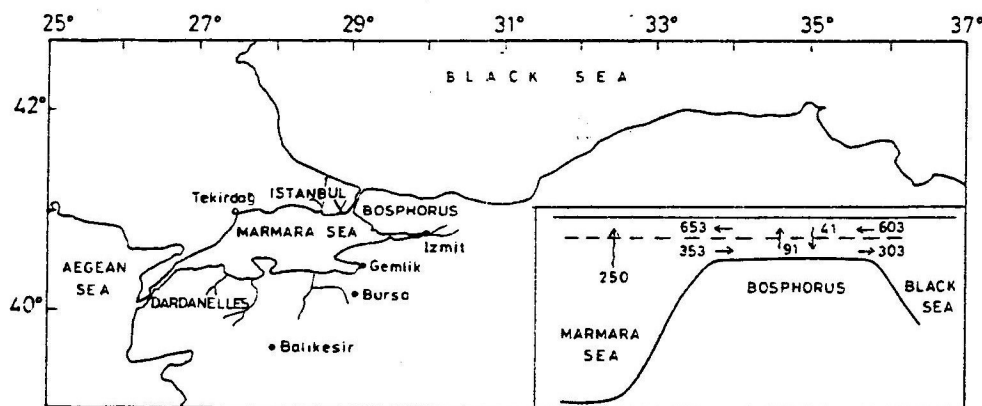 25° 27° 29° 31° 33° 35° 37°
BLACK SEA
42°
ISTANBUL
Tekirdağ
BOSPHORUS
MARMARA SEA
Izmit
AEGEAN
SEA
Gemlik
DARDANELLES
Bursa
40°
Balıkesir
653 41 603
353 91 303
250
BOSPHORUS
BLACK
SEA
MARMARA
SEA